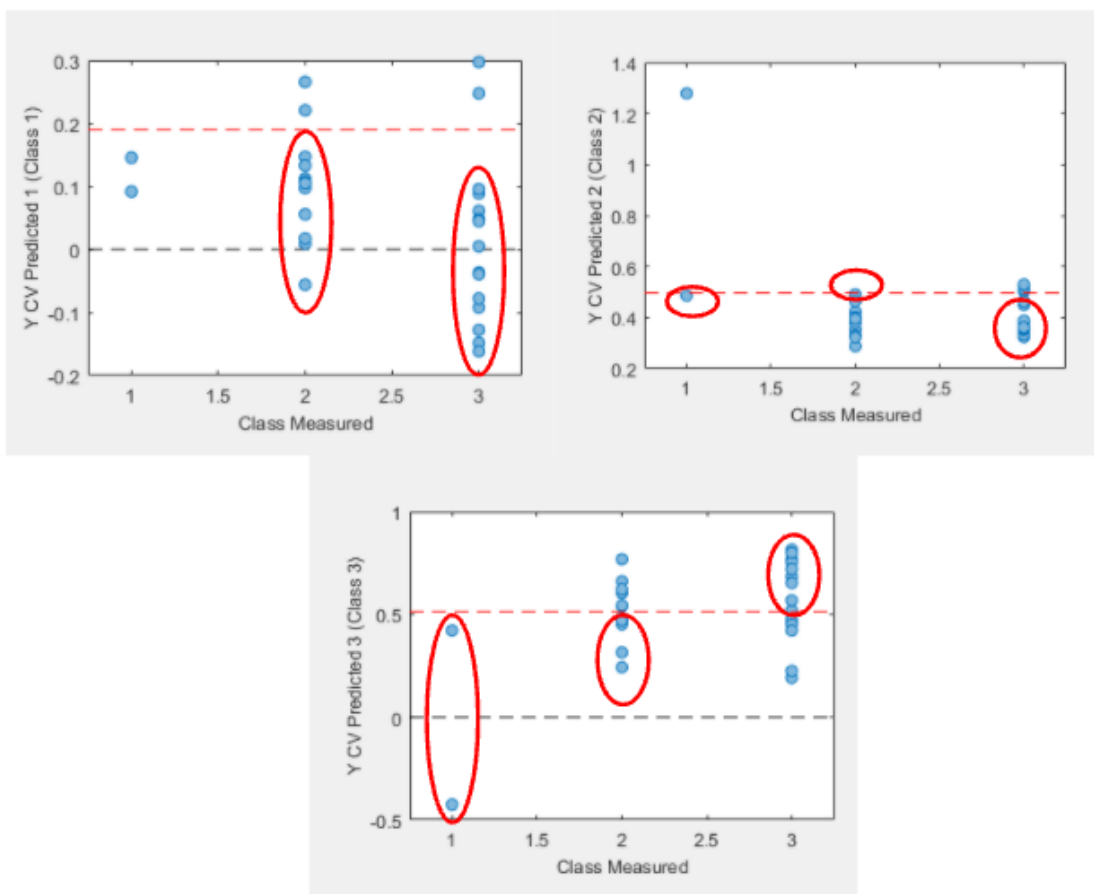 0.3
0.2
0.1
0
-0.1
-0.2
Y CV Predicted 1 (Class 1)
1 1.5 2 2.5 3
Class Measured
1.4
1.2
1
0.8
0.6
0.4
0.2
Y CV Predicted 2 (Class 2)
1 1.5 2 2.5 3
Class Measured
1
0.5
0
-0.5
Y CV Predicted 3 (Class 3)
1 1.5 2 2.5 3
Class Measured